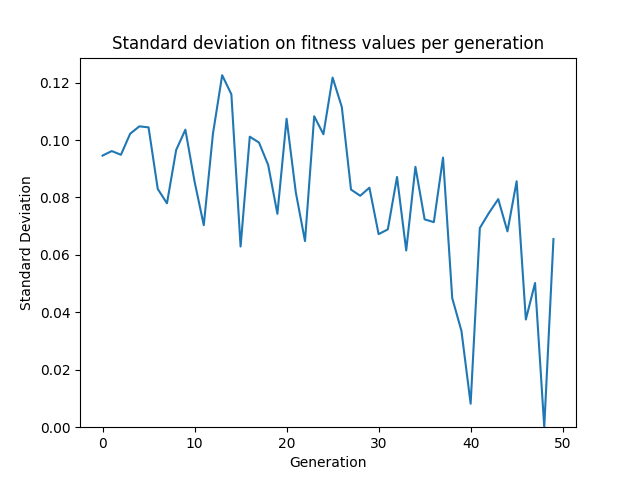 Standard deviation on fitness values per generation
0.12
0.10
0.08
0.06
0.04
0.02
0.00
Standard Deviation
0 10 20 30 40 50
Generation